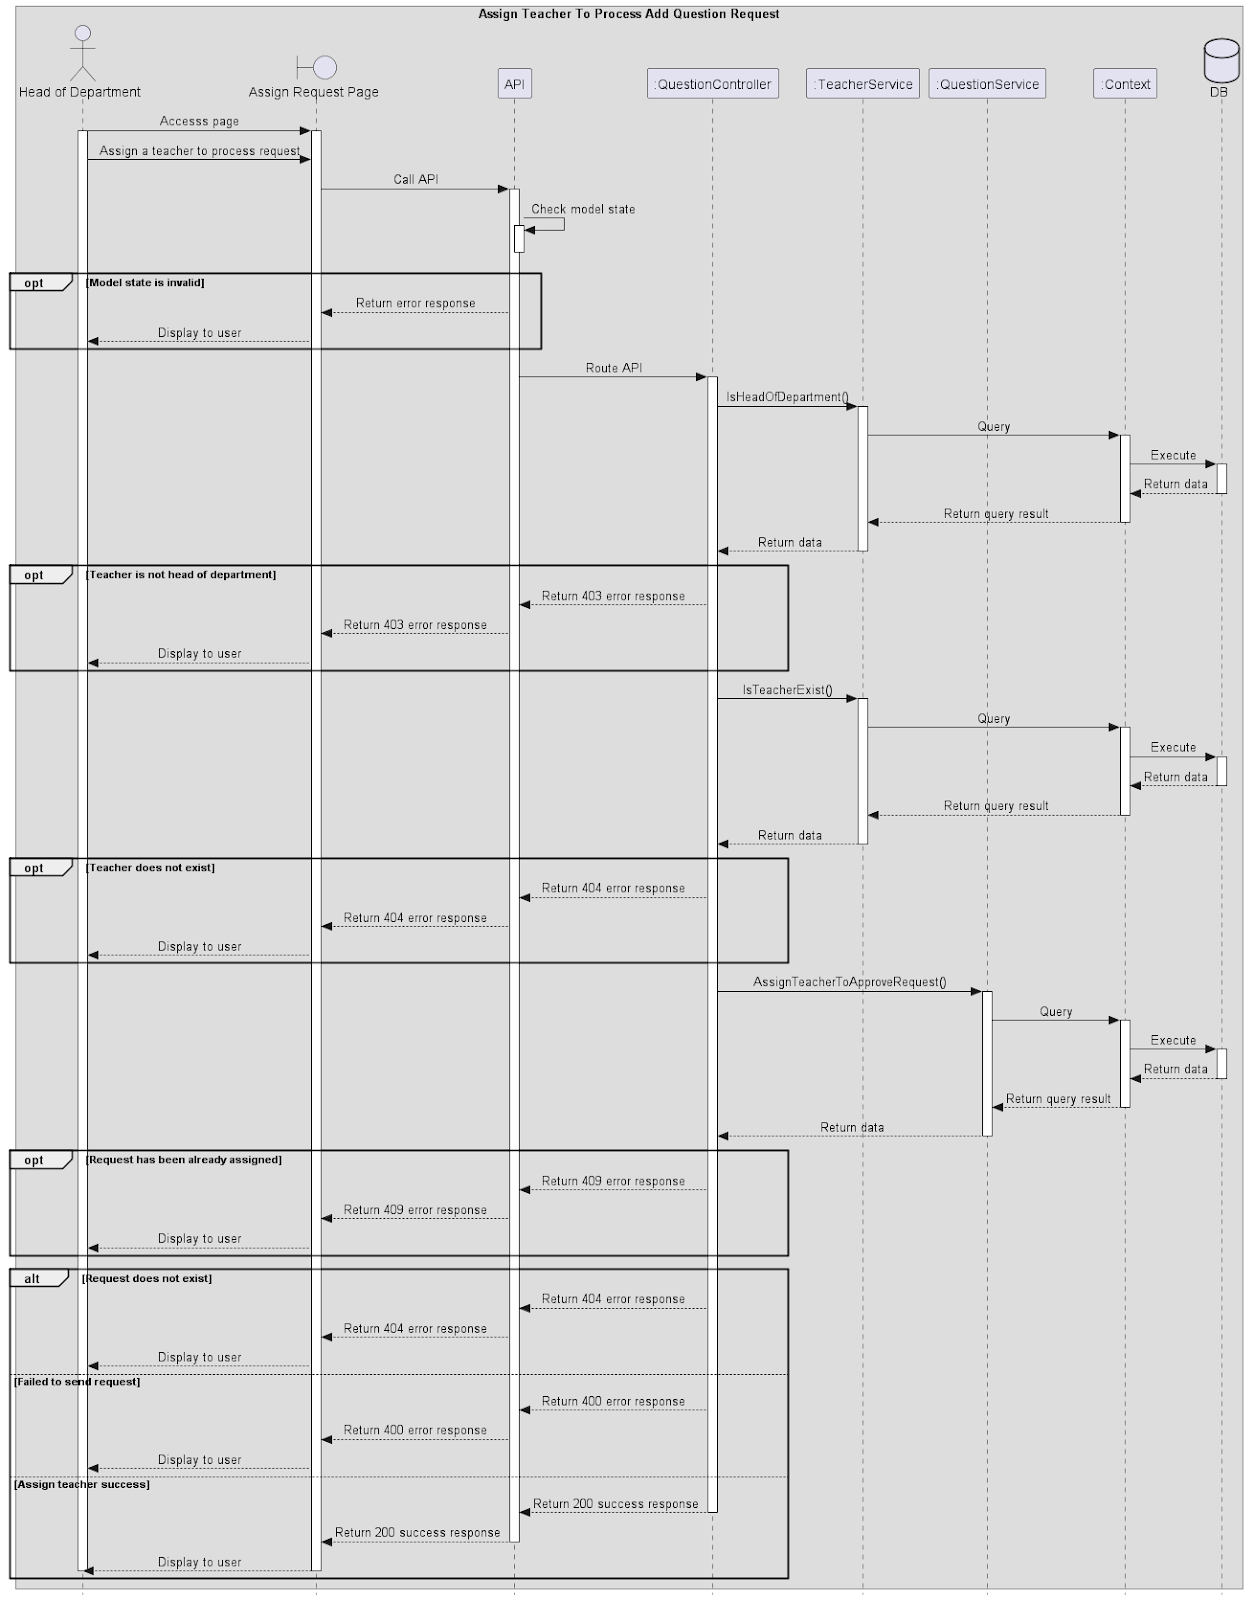 Assign Teacher To Process Add Question Request
Head of Department
Assign Request Page
API
:QuestionController
:TeacherService
:QuestionService
:Context
DB
Accesss page
Assign a teacher to process request
Call API
Check model state
opt
[Model state is invalid]
Return error response
Display to user
Route API
IsHeadOfDepartment()
Query
Execute
Return data
Return query result
Return data
opt
[Teacher is not head of department]
Return 403 error response
Return 403 error response
Display to user
IsTeacherExist()
Query
Execute
Return data
Return query result
Return data
opt
[Teacher does not exist]
Return 404 error response
Return 404 error response
Display to user
AssignTeacherToApproveRequest()
Query
Execute
Return data
Return query result
Return data
opt
[Request has been already assigned]
Return 409 error response
Return 409 error response
Display to user
alt
[Request does not exist]
Return 404 error response
Return 404 error response
Display to user
[Failed to send request]
Return 400 error response
Return 400 error response
Display to user
[Assign teacher success]
Return 200 success response
Return 200 success response
Display to user